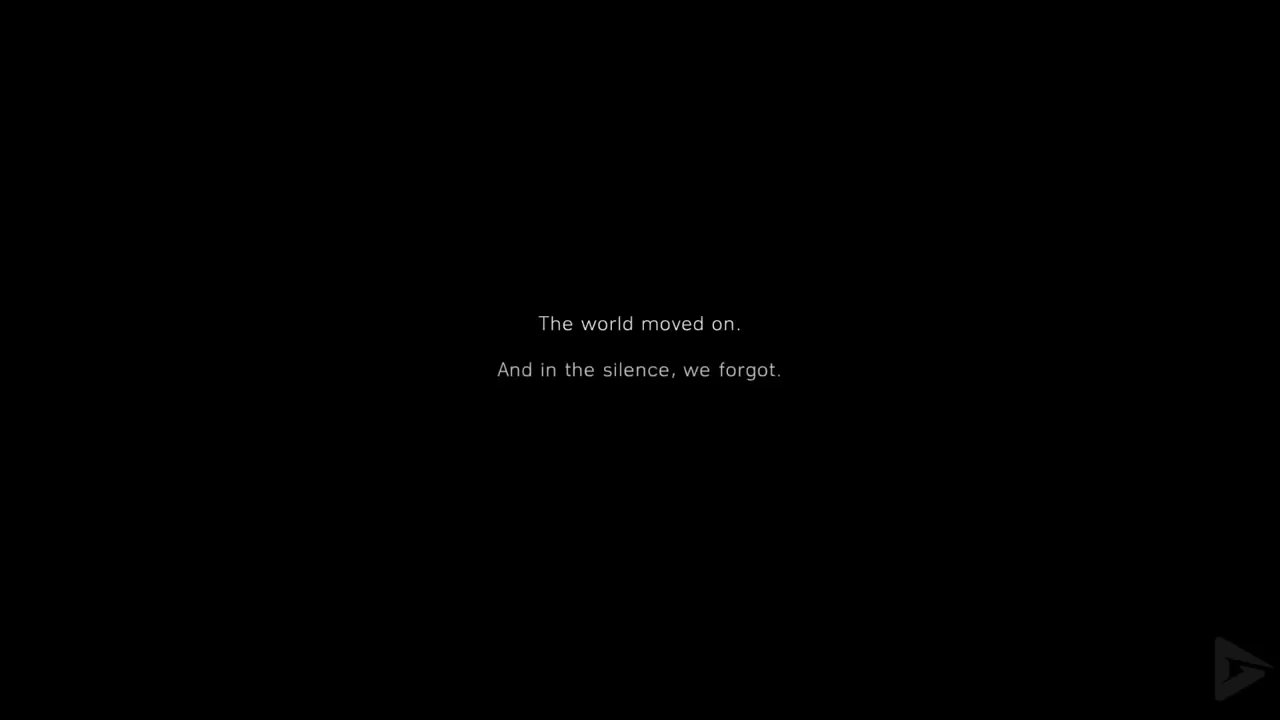 The world moved on.
And in the silence, we forgot.